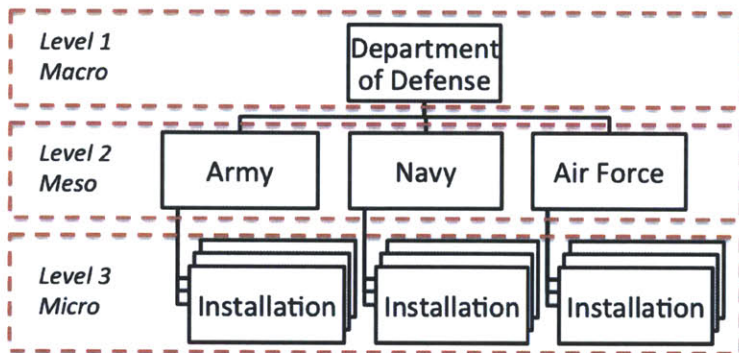 Level 1
Macro
Department
of Defense
Level 2
Meso
Army
Navy
Air Force
Level 3
Micro
Installation
Installation
Installation